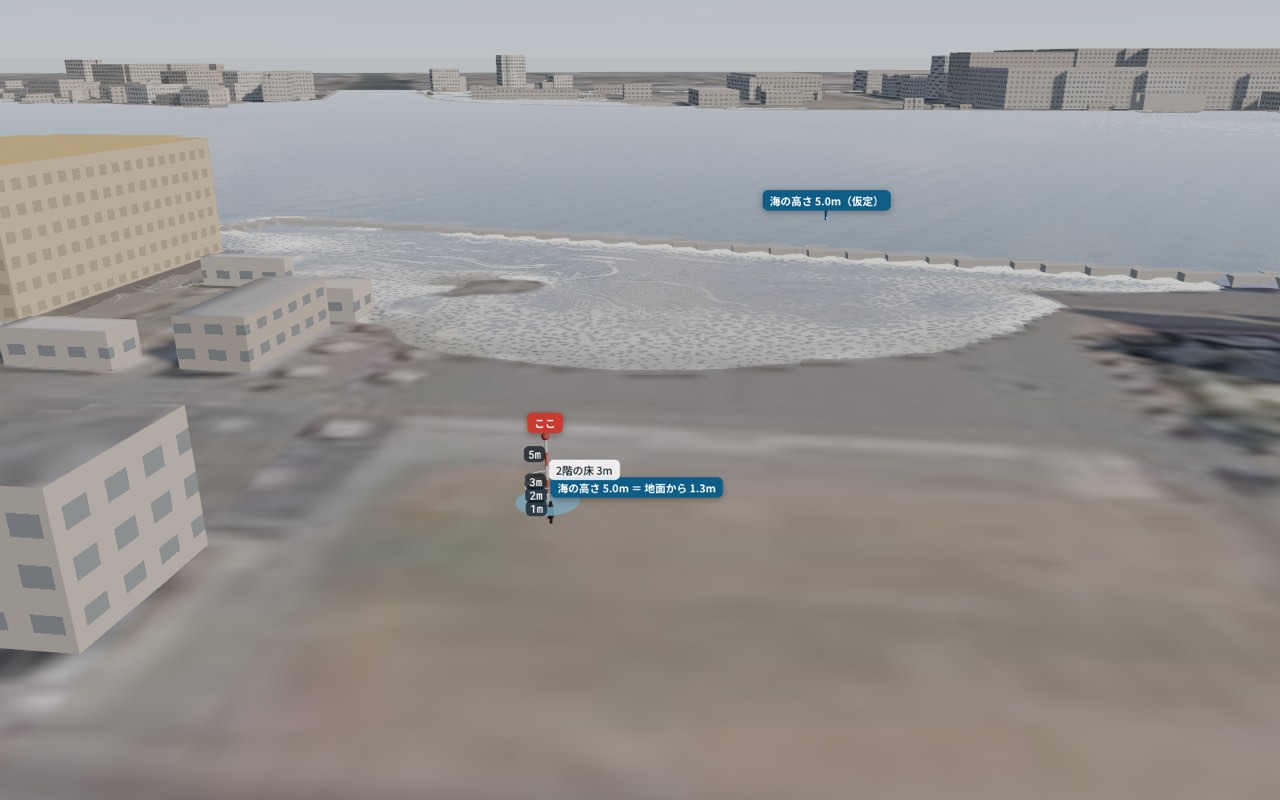 海の高さ 5.0m（仮定）
ここ
5m
2階の床 3m
3m
海の高さ 5.0m ＝ 地面から 1.3m
2m
1m